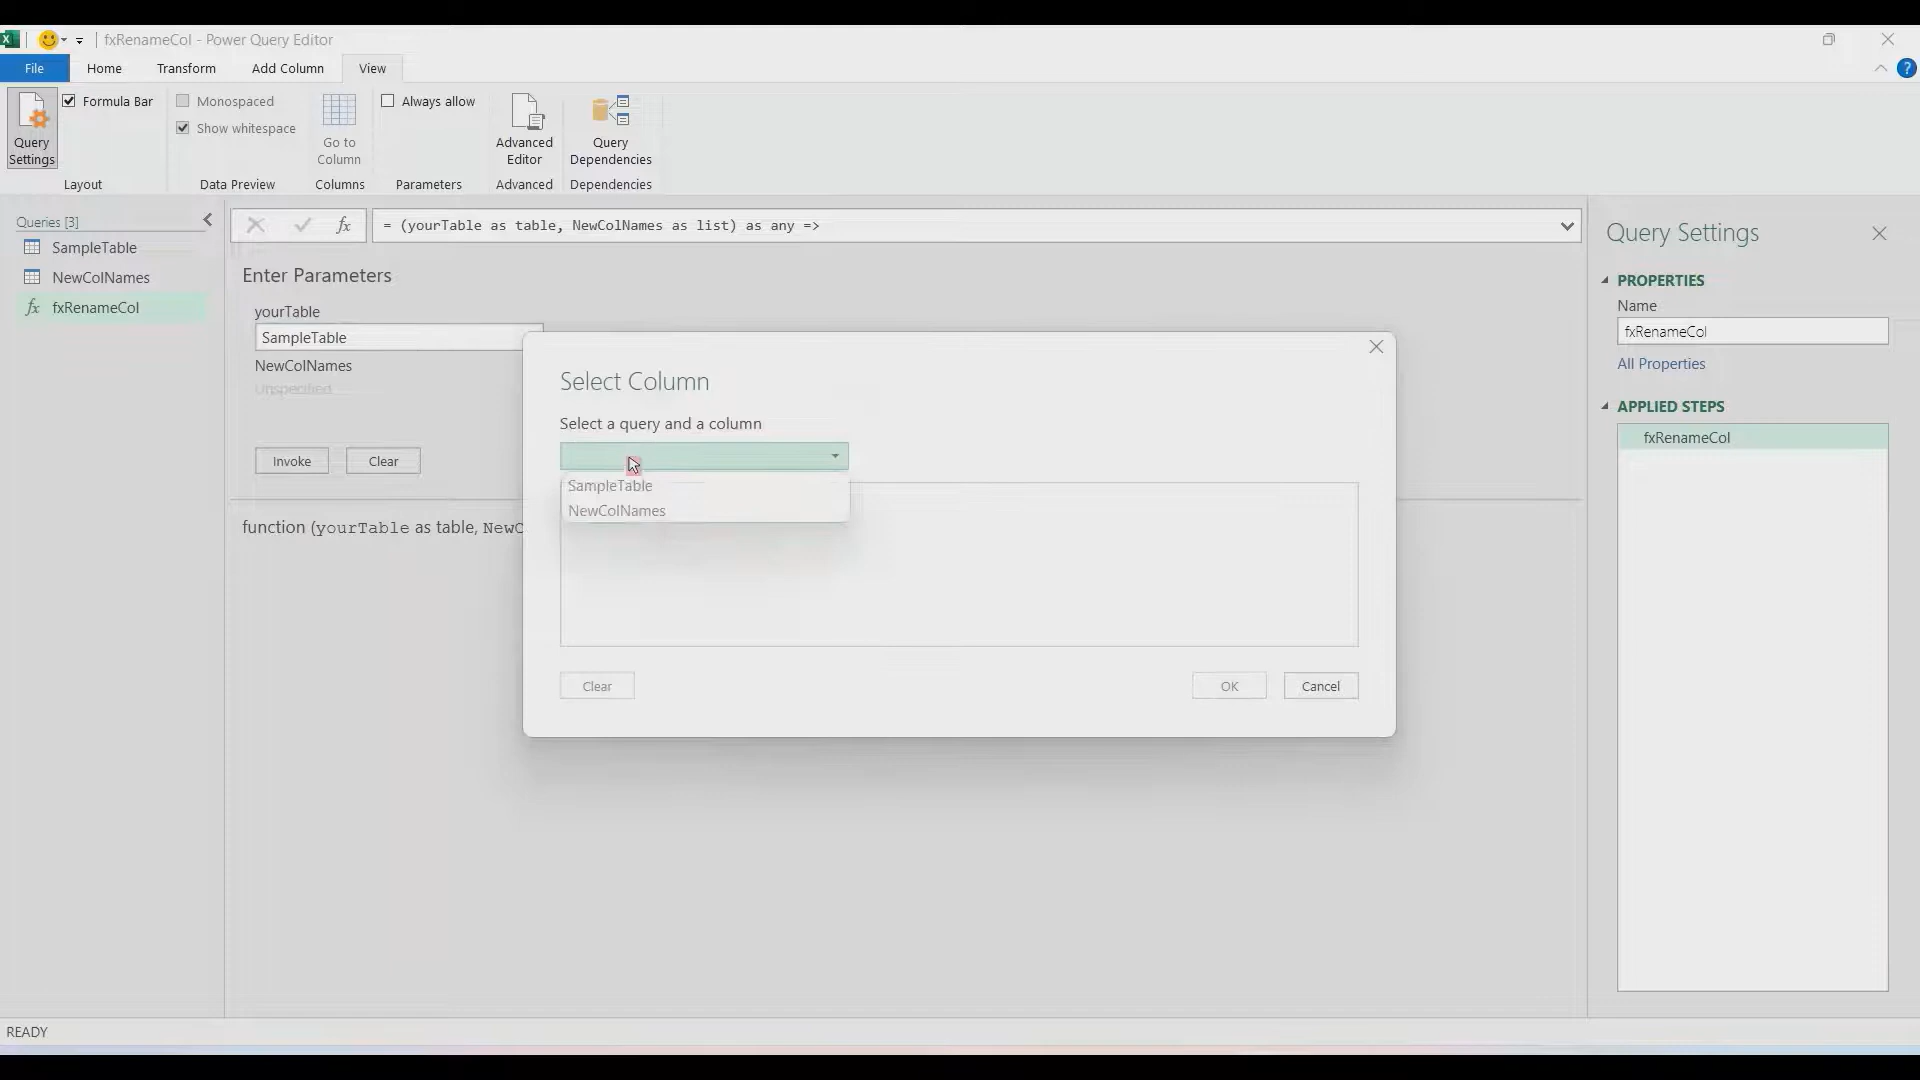 fxRenameCol - Power Query Editor
File
Home
Transform
Add Column
View
?
Query Settings
Formula Bar
Layout
Monospaced
Show whitespace
Data Preview
Go to Column
Columns
Always allow
Parameters
Advanced Editor
Advanced
Query Dependencies
Dependencies
Queries [3]
SampleTable
NewColNames
fx fxRenameCol
fx
= (yourTable as table, NewColNames as list) as any =>
Enter Parameters
yourTable
SampleTable
NewColNames
Unspecified
Invoke
Clear
function (yourTable as table, NewC
Select Column
Select a query and a column
SampleTable
NewColNames
Clear
OK
Cancel
Query Settings
PROPERTIES
Name
fxRenameCol
All Properties
APPLIED STEPS
fxRenameCol
READY